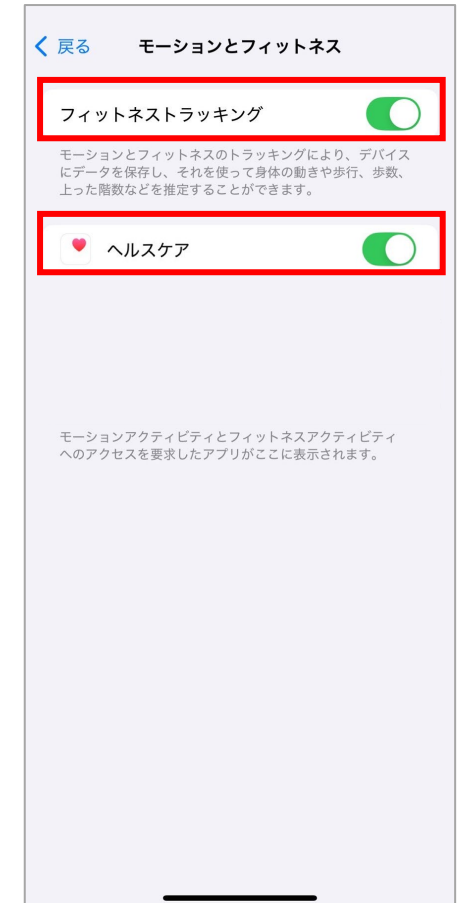 戻る モーションとフィットネス
フィットネストラッキング
モーションとフィットネスのトラッキングにより、デバイス
にデータを保存し、それを使って身体の動きや歩行、歩数、
上った階数などを推定することができます。
ヘルスケア
モーションアクティビティとフィットネスアクティビティ
へのアクセスを要求したアプリがここに表示されます。